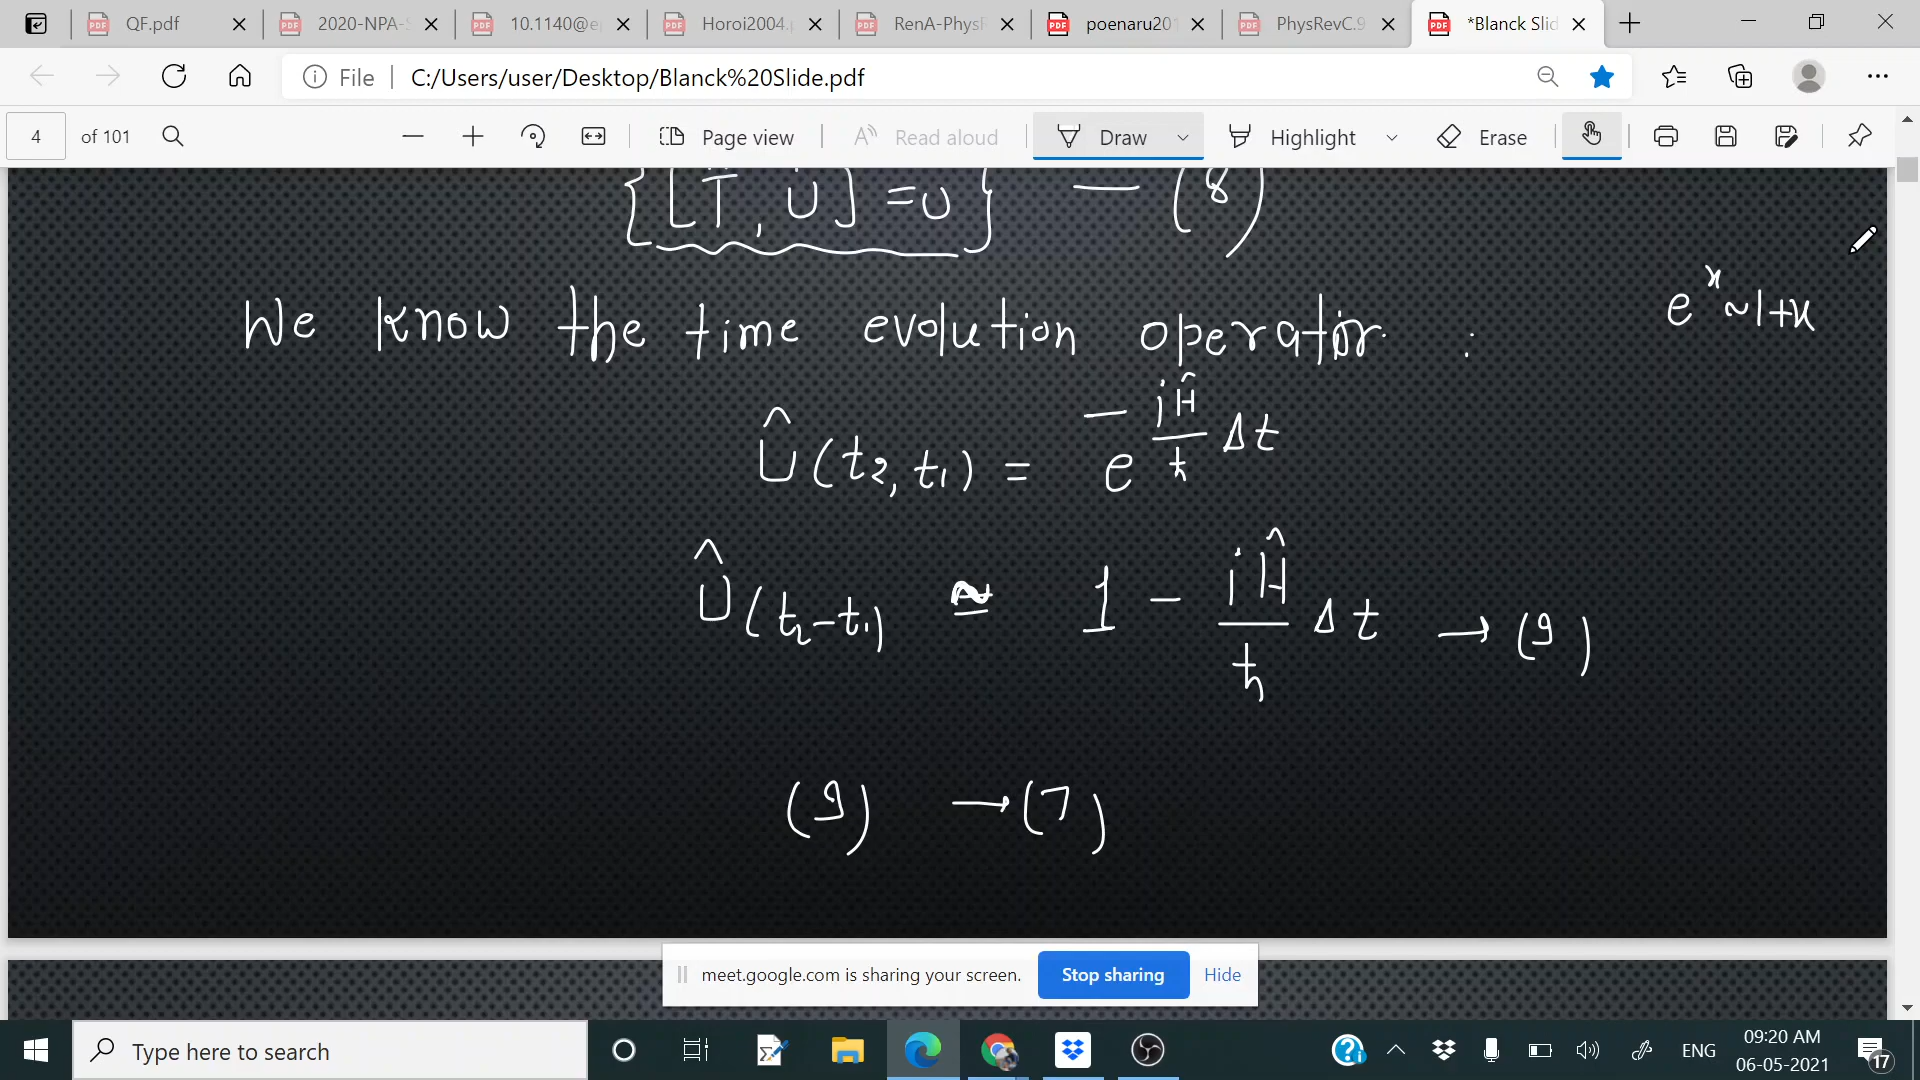 QF.pdf
2020-NPA-S
10.1140@e
Horoi2004.
RenA-PhysR
poenaru201
PhysRevC.9
*Blanck Slid
File
C:/Users/user/Desktop/Blanck%20Slide.pdf
4 of 101
Page view
Read aloud
Draw
Highlight
Erase
{[T̂, Û] = 0} — (8)
e^x ~ 1+x
We know the time evolution operator :
Û(t₂, t₁) = e^(-iĤ/ħ Δt)
Û(t₂-t₁) ≃ 1 - iĤ/ħ Δt → (9)
(9) → (7)
meet.google.com is sharing your screen.
Stop sharing
Hide
Type here to search
ENG
09:20 AM
06-05-2021
17